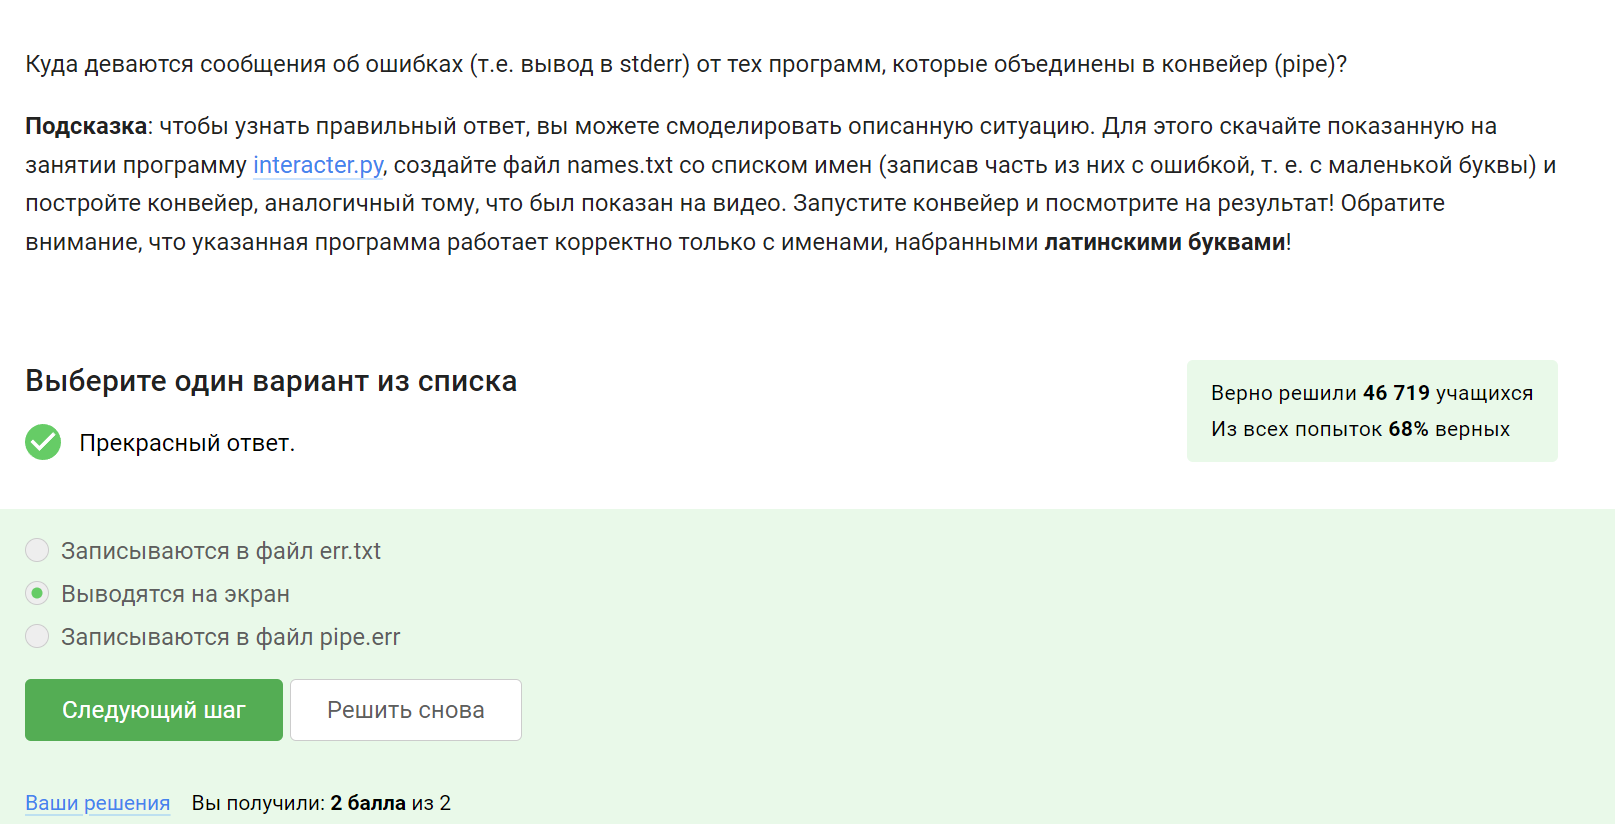 Куда деваются сообщения об ошибках (т.е. вывод в stderr) от тех программ, которые объединены в конвейер (pipe)?
Подсказка: чтобы узнать правильный ответ, вы можете смоделировать описанную ситуацию. Для этого скачайте показанную на
занятии программу interacter.py, создайте файл names.txt со списком имен (записав часть из них с ошибкой, т. е. с маленькой буквы) и
постройте конвейер, аналогичный тому, что был показан на видео. Запустите конвейер и посмотрите на результат! Обратите
внимание, что указанная программа работает корректно только с именами, набранными латинскими буквами!
Выберите один вариант из списка
Прекрасный ответ.
Верно решили 46 719 учащихся
Из всех попыток 68% верных
Записываются в файл err.txt
Выводятся на экран
Записываются в файл pipe.err
Следующий шаг
Решить снова
Ваши решения Вы получили: 2 балла из 2